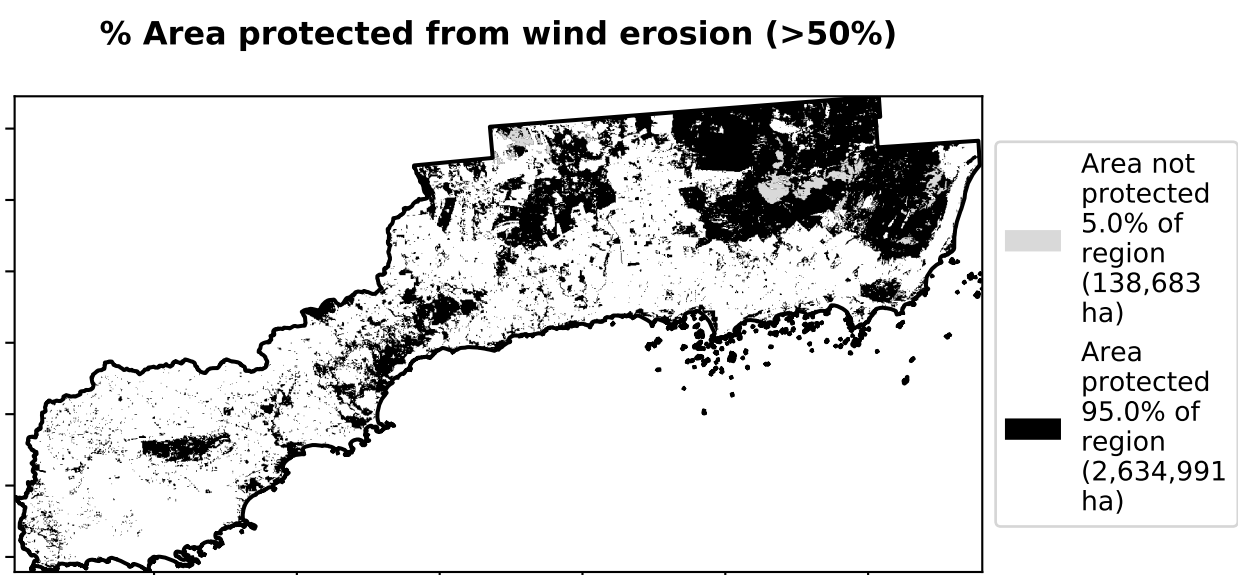 % Area protected from wind erosion (>50%)
Area not
protected
5.0% of
region
(138,683
ha)
Area
protected
95.0% of
region
(2,634,991
ha)